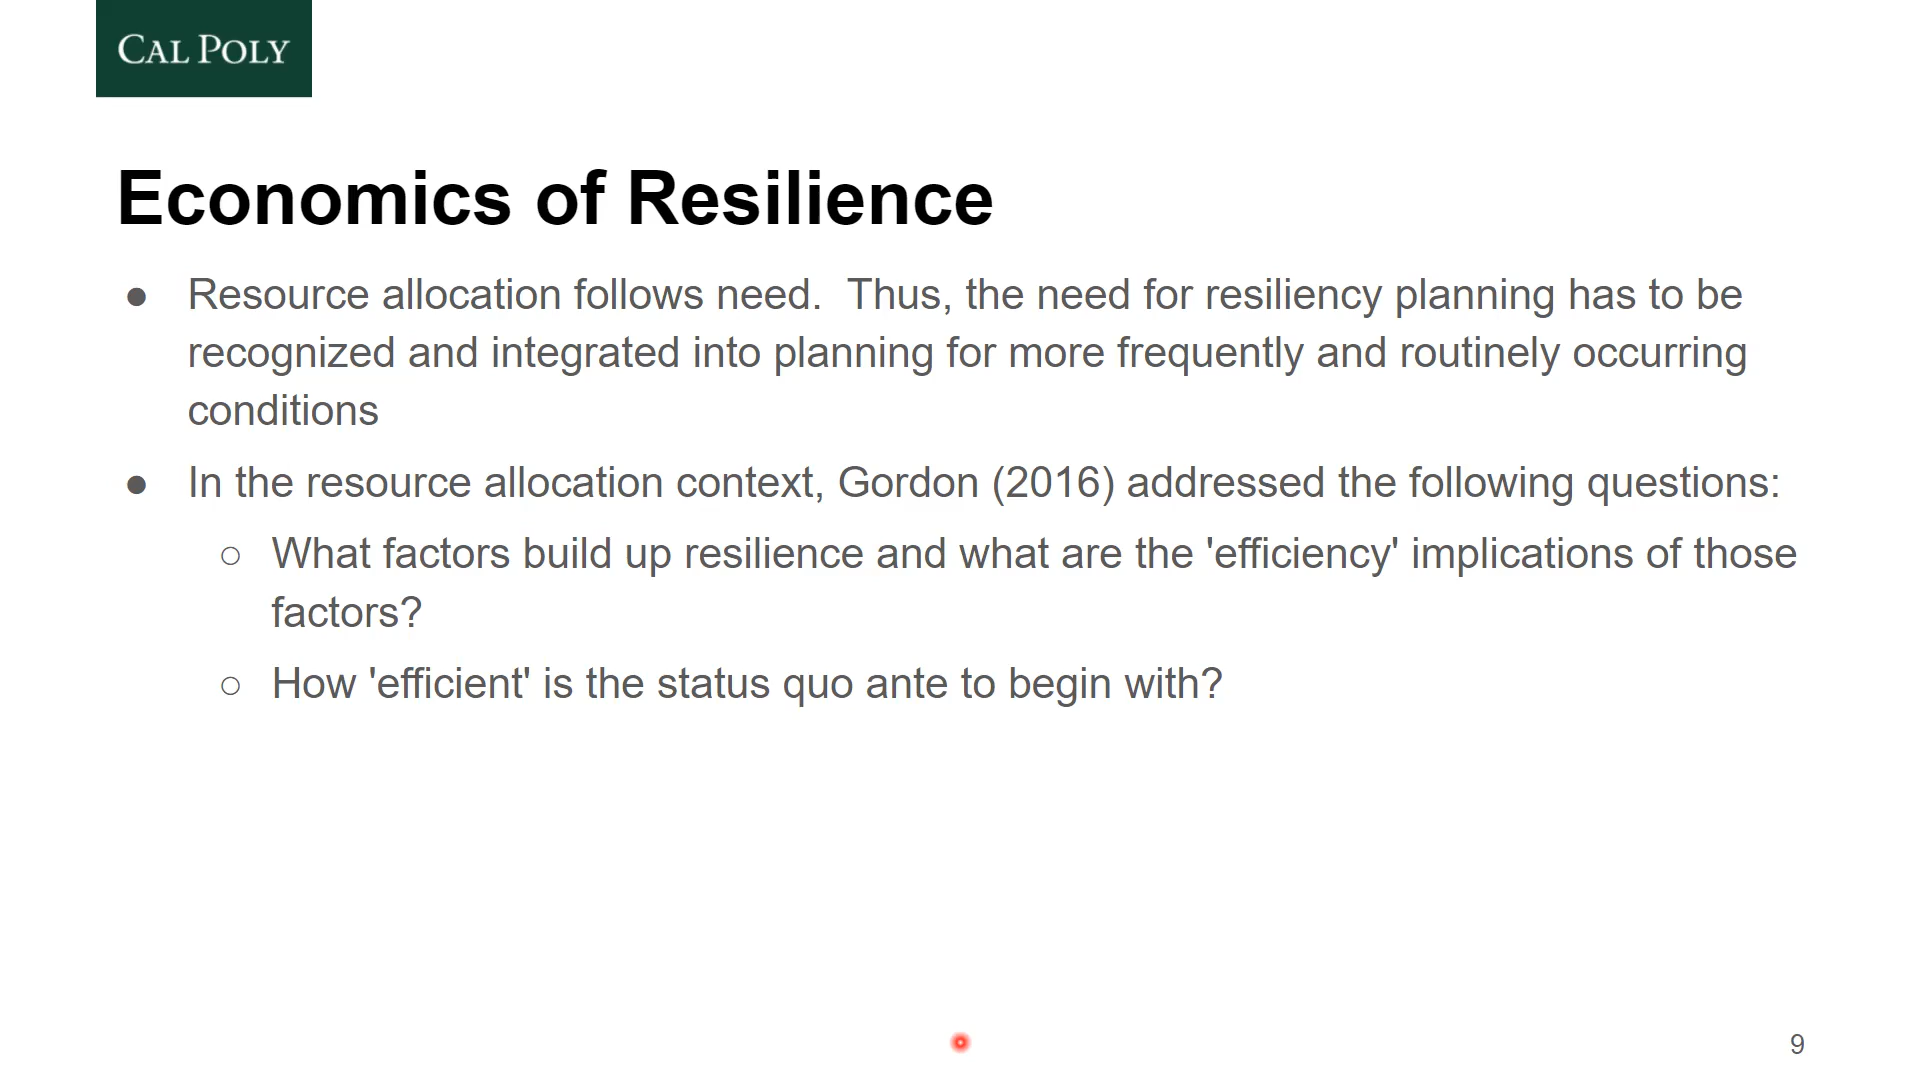 CAL POLY
Economics of Resilience
● Resource allocation follows need.  Thus, the need for resiliency planning has to be
recognized and integrated into planning for more frequently and routinely occurring
conditions
● In the resource allocation context, Gordon (2016) addressed the following questions:
○ What factors build up resilience and what are the 'efficiency' implications of those
factors?
○ How 'efficient' is the status quo ante to begin with?
9